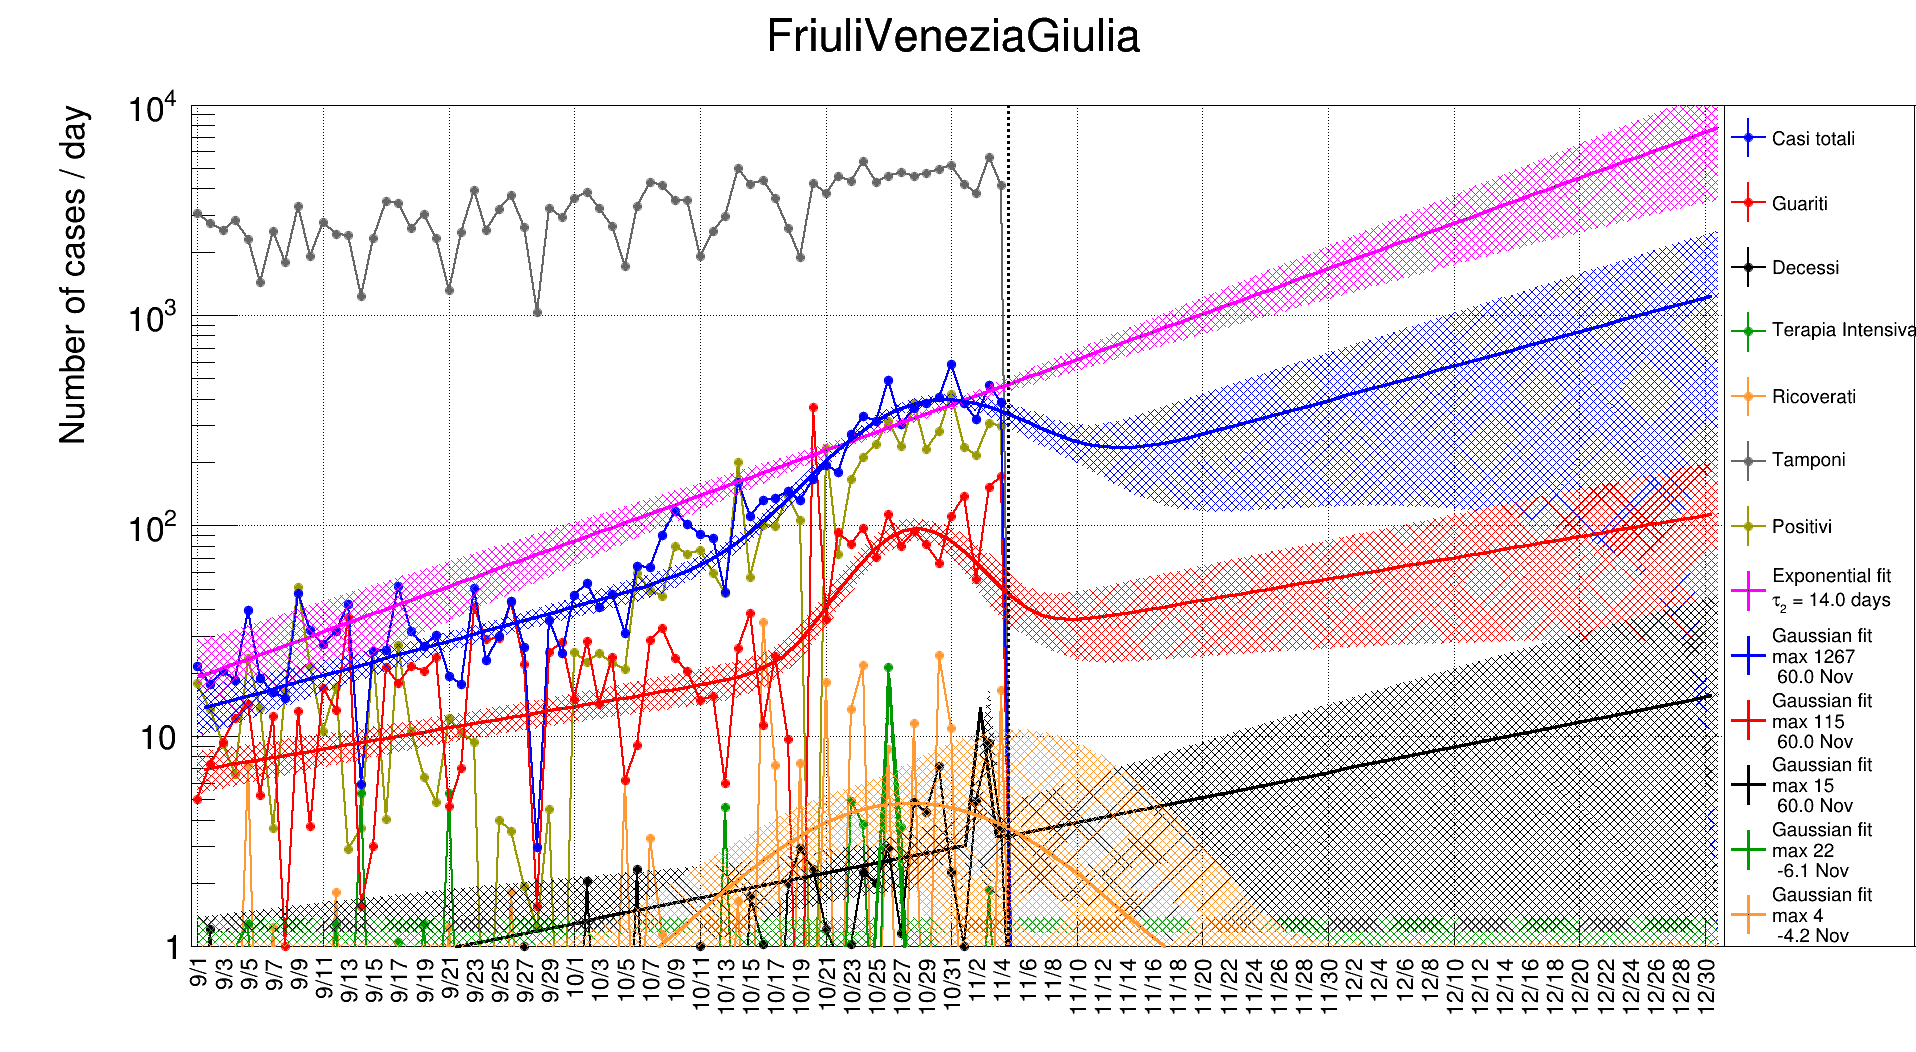 FriuliVeneziaGiulia
Number of cases / day
10^4
10^3
10^2
10
1
9/1 9/3 9/5 9/7 9/9 9/11 9/13 9/15 9/17 9/19 9/21 9/23 9/25 9/27 9/29 10/1 10/3 10/5 10/7 10/9 10/11 10/13 10/15 10/17 10/19 10/21 10/23 10/25 10/27 10/29 10/31 11/2 11/4 11/6 11/8 11/10 11/12 11/14 11/16 11/18 11/20 11/22 11/24 11/26 11/28 11/30 12/2 12/4 12/6 12/8 12/10 12/12 12/14 12/16 12/18 12/20 12/22 12/24 12/26 12/28 12/30
Casi totali
Guariti
Decessi
Terapia Intensiva
Ricoverati
Tamponi
Positivi
Exponential fit
τ₂ = 14.0 days
Gaussian fit
max 1267
60.0 Nov
Gaussian fit
max 115
60.0 Nov
Gaussian fit
max 15
60.0 Nov
Gaussian fit
max 22
-6.1 Nov
Gaussian fit
max 4
-4.2 Nov